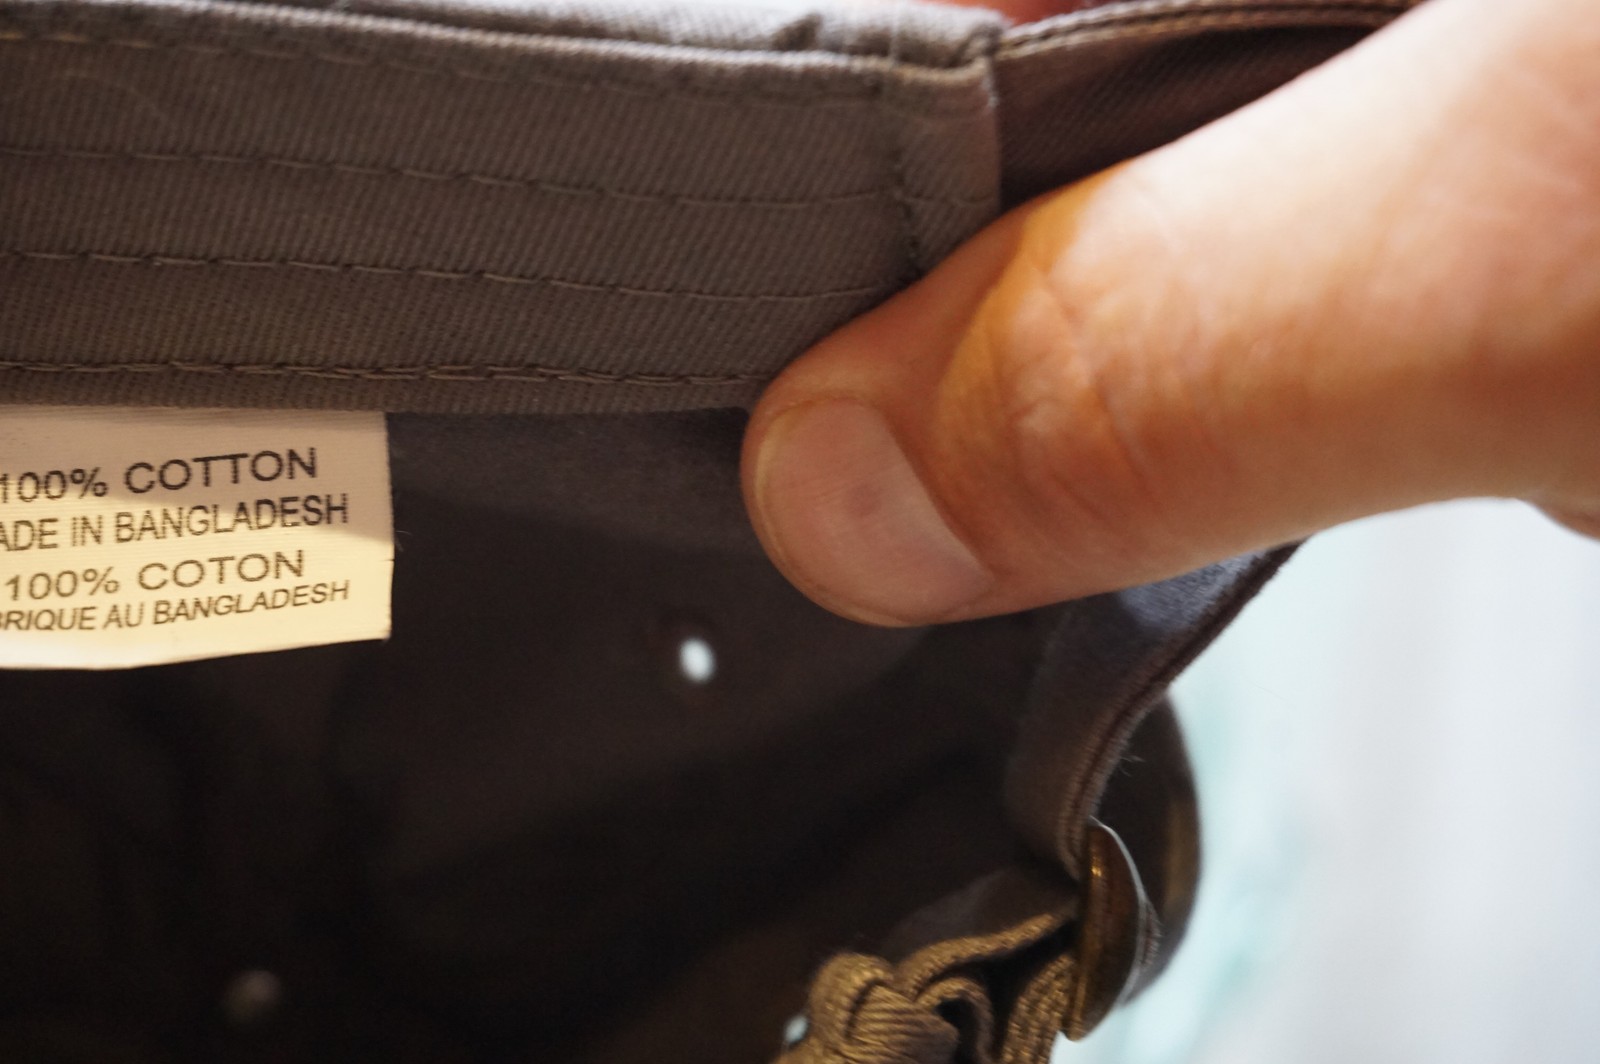 100% COTTON
ADE IN BANGLADESH
100% COTON
BRIQUE AU BANGLADESH